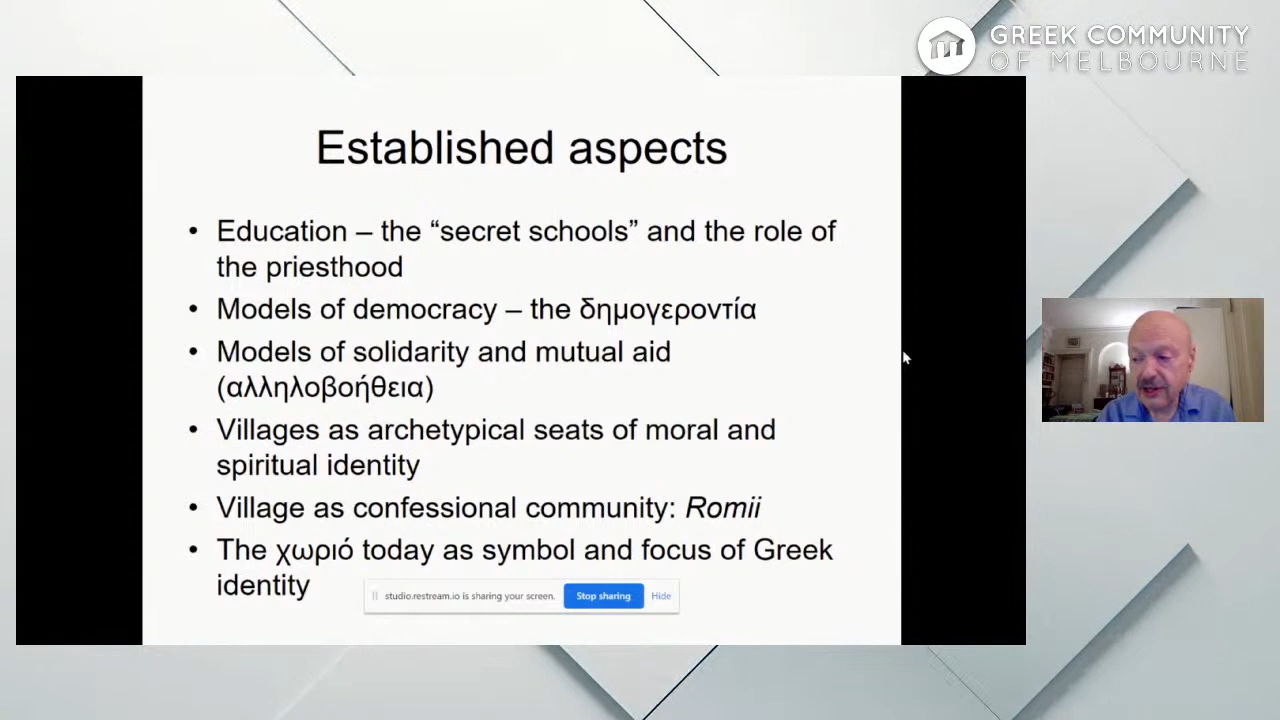 GREEK COMMUNITY
OF MELBOURNE
Established aspects
• Education – the “secret schools” and the role of
the priesthood
• Models of democracy – the δημογεροντία
• Models of solidarity and mutual aid
(αλληλοβοήθεια)
• Villages as archetypical seats of moral and
spiritual identity
• Village as confessional community: Romii
• The χωριό today as symbol and focus of Greek
identity
studio.restream.io is sharing your screen. Stop sharing Hide